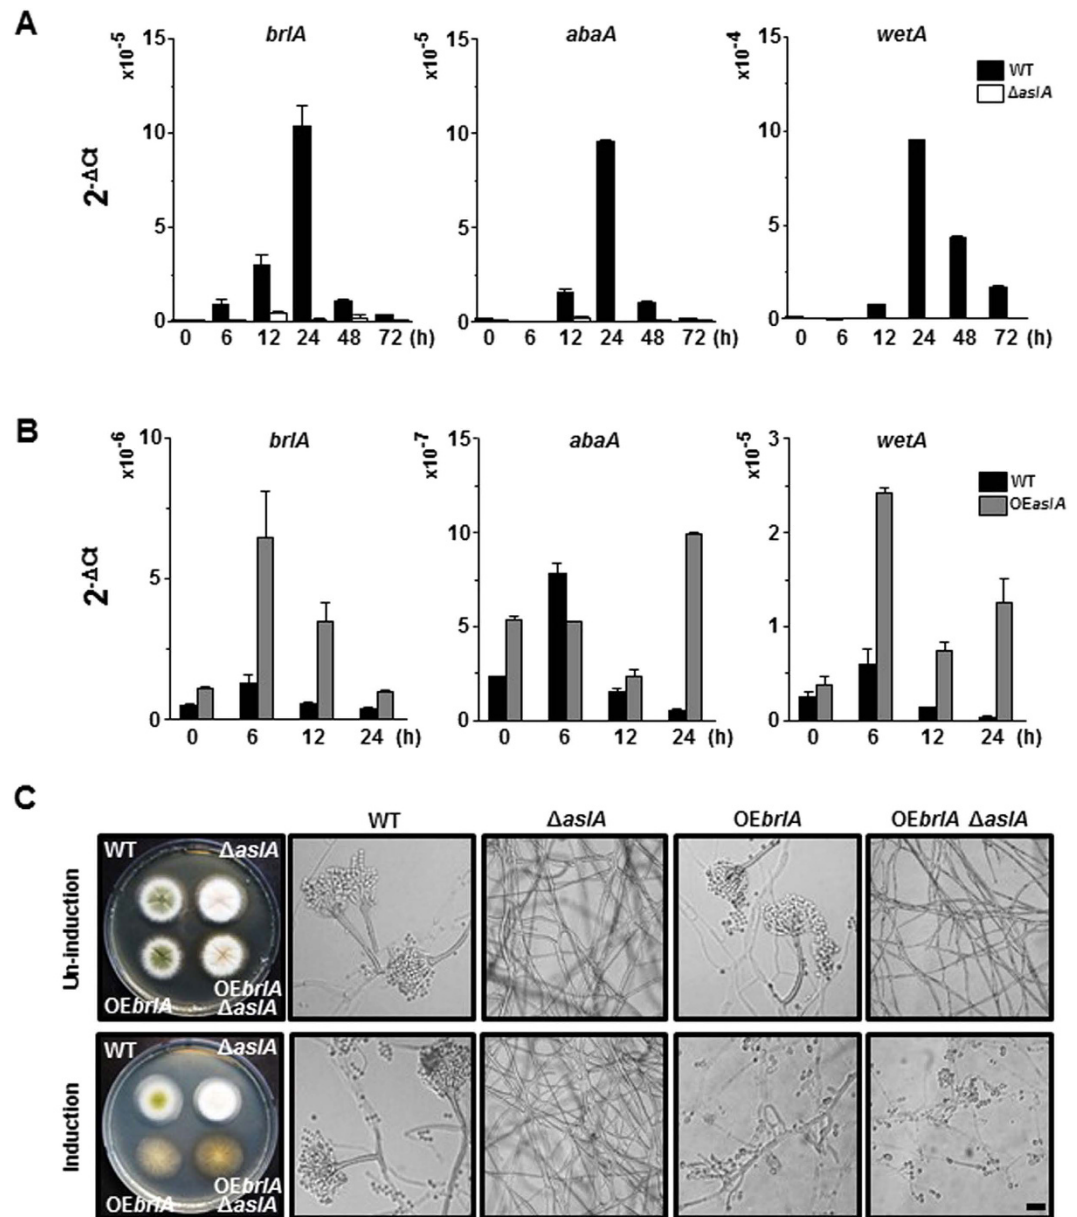 A
brlA abaA wetA
x10-5 x10-5 x10-4
15 15 15
WT
ΔaslA
10 10 10
2-ΔCt
5 5 5
0 0 0
0 6 12 24 48 72 (h) 0 6 12 24 48 72 (h) 0 6 12 24 48 72 (h)
B
brlA abaA wetA
x10-6 x10-7 x10-5
10 15 3
WT
OEaslA
10 2
2-ΔCt
5 5 1
0 0 0
0 6 12 24 (h) 0 6 12 24 (h) 0 6 12 24 (h)
C
WT ΔaslA OEbrlA OEbrlA ΔaslA
Un-induction
WT ΔaslA
OEbrlA OEbrlA
ΔaslA
Induction
WT ΔaslA
OEbrlA OEbrlA
ΔaslA